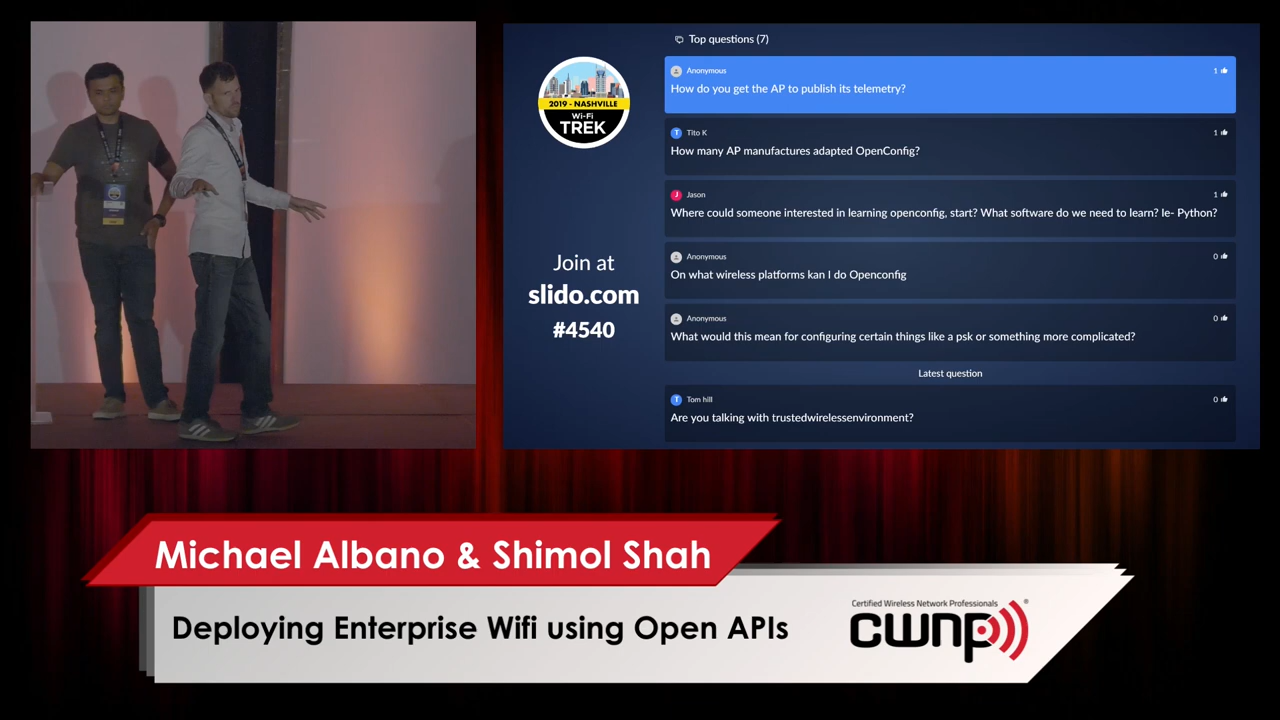 Top questions (7)
2019 - NASHVILLE
Wi-Fi
TREK
Join at
slido.com
#4540
Anonymous
1
How do you get the AP to publish its telemetry?
T
Tito K
1
How many AP manufactures adapted OpenConfig?
J
Jason
1
Where could someone interested in learning openconfig, start? What software do we need to learn? Ie- Python?
Anonymous
0
On what wireless platforms kan I do Openconfig
Anonymous
0
What would this mean for configuring certain things like a psk or something more complicated?
Latest question
T
Tom hill
0
Are you talking with trustedwirelessenvironment?
Michael Albano & Shimol Shah
Deploying Enterprise Wifi using Open APIs
Certified Wireless Network Professionals
cwnp